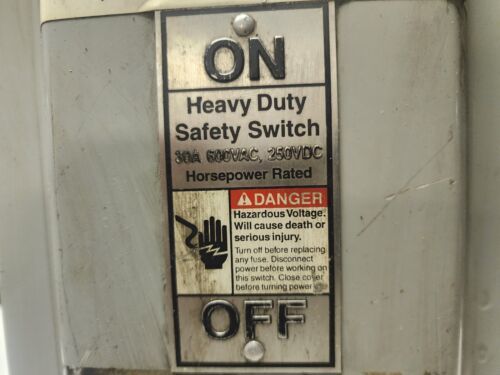 ON
Heavy Duty
Safety Switch
30A 600VAC, 250VDC
Horsepower Rated
DANGER
Hazardous Voltage.
Will cause death or
serious injury.
Turn off before replacing
any fuse. Disconnect
power before working on
this switch. Close cover
before turning power
OFF